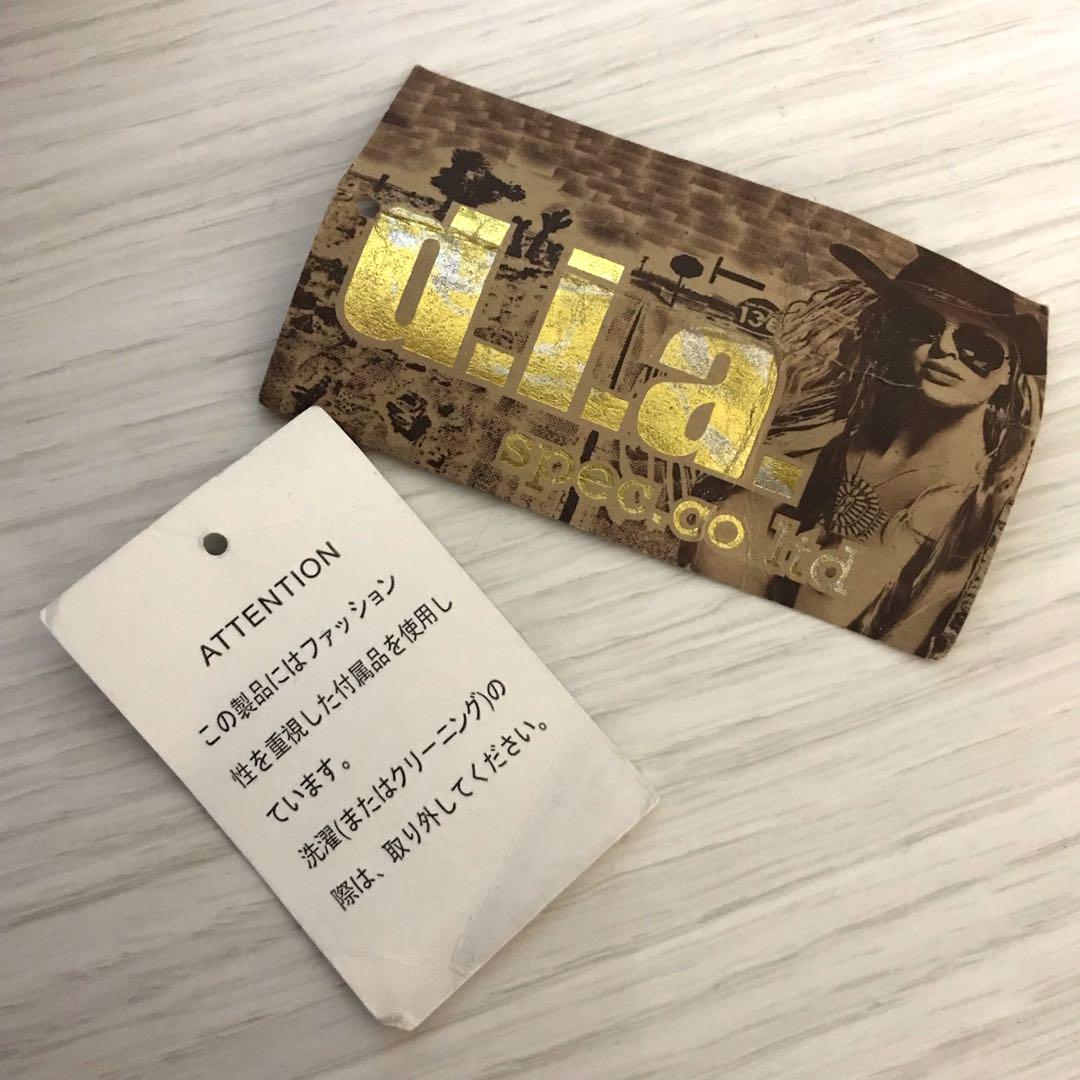 d.i.a.
spec.co ltd
136
ATTENTION
この製品にはファッション
性を重視した付属品を使用し
ています。
洗濯(またはクリーニング)の
際は、取り外してください。